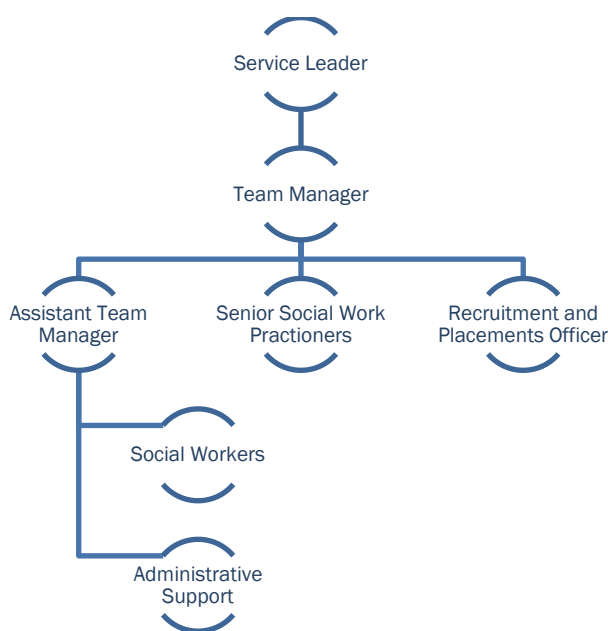 Service Leader
Team Manager
Assistant Team
Manager
Senior Social Work
Practioners
Recruitment and
Placements Officer
Social Workers
Administrative
Support